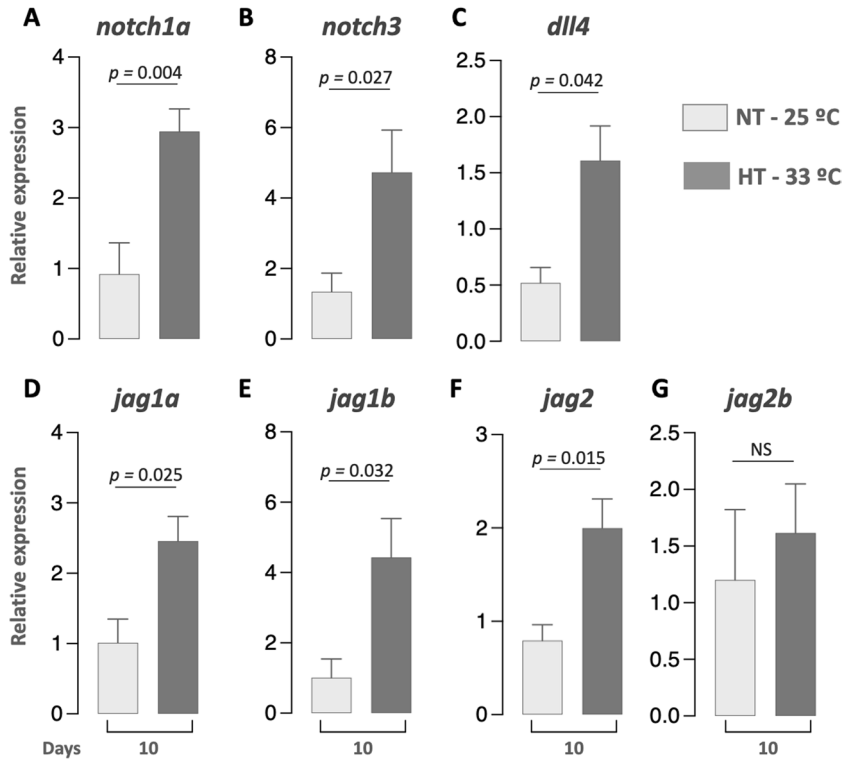 A notch1a
B notch3
C dll4
Relative expression
4
3
2
1
0
p = 0.004
8
6
4
2
0
p = 0.027
2.5
2.0
1.5
1.0
0.5
0.0
p = 0.042
NT - 25 ºC
HT - 33 ºC
D jag1a
E jag1b
F jag2
G jag2b
Relative expression
4
3
2
1
0
p = 0.025
8
6
4
2
0
p = 0.032
3
2
1
0
p = 0.015
2.5
2.0
1.5
1.0
0.5
0.0
NS
Days 10 10 10 10